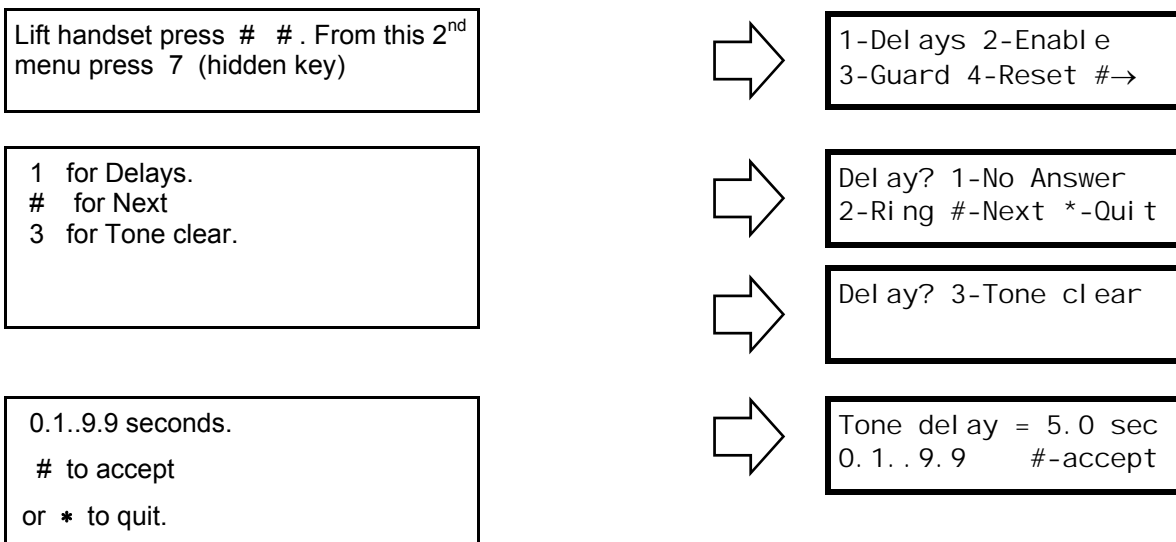 Lift handset press # # . From this 2nd
menu press 7 (hidden key)
1-Delays 2-Enable
3-Guard 4-Reset #→
1 for Delays.
# for Next
3 for Tone clear.
Delay? 1-No Answer
2-Ring #-Next *-Quit
Delay? 3-Tone clear
0.1..9.9 seconds.
# to accept
or * to quit.
Tone delay = 5.0 sec
0.1..9.9 #-accept